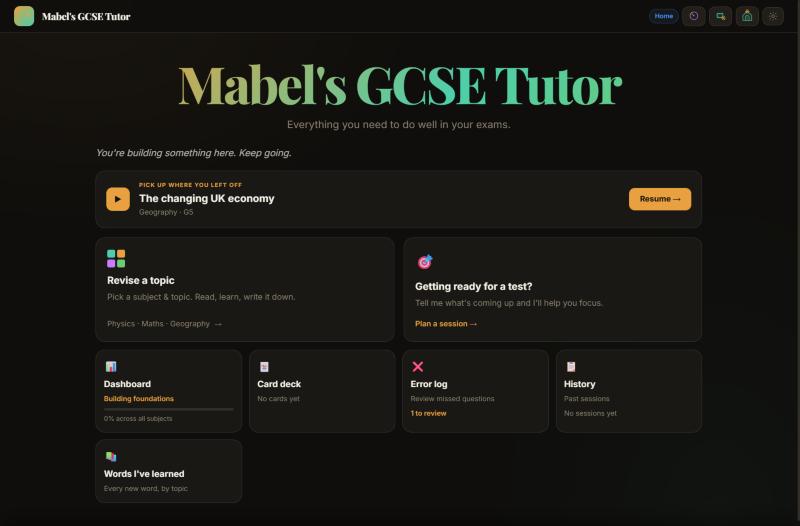 Mabel's GCSE Tutor
Home
Mabel's GCSE Tutor
Everything you need to do well in your exams.
You're building something here. Keep going.
PICK UP WHERE YOU LEFT OFF
The changing UK economy
Geography · G5
Resume →
Revise a topic
Pick a subject & topic. Read, learn, write it down.
Physics · Maths · Geography →
Getting ready for a test?
Tell me what's coming up and I'll help you focus.
Plan a session →
Dashboard
Building foundations
0% across all subjects
Card deck
No cards yet
Error log
Review missed questions
1 to review
History
Past sessions
No sessions yet
Words I've learned
Every new word, by topic